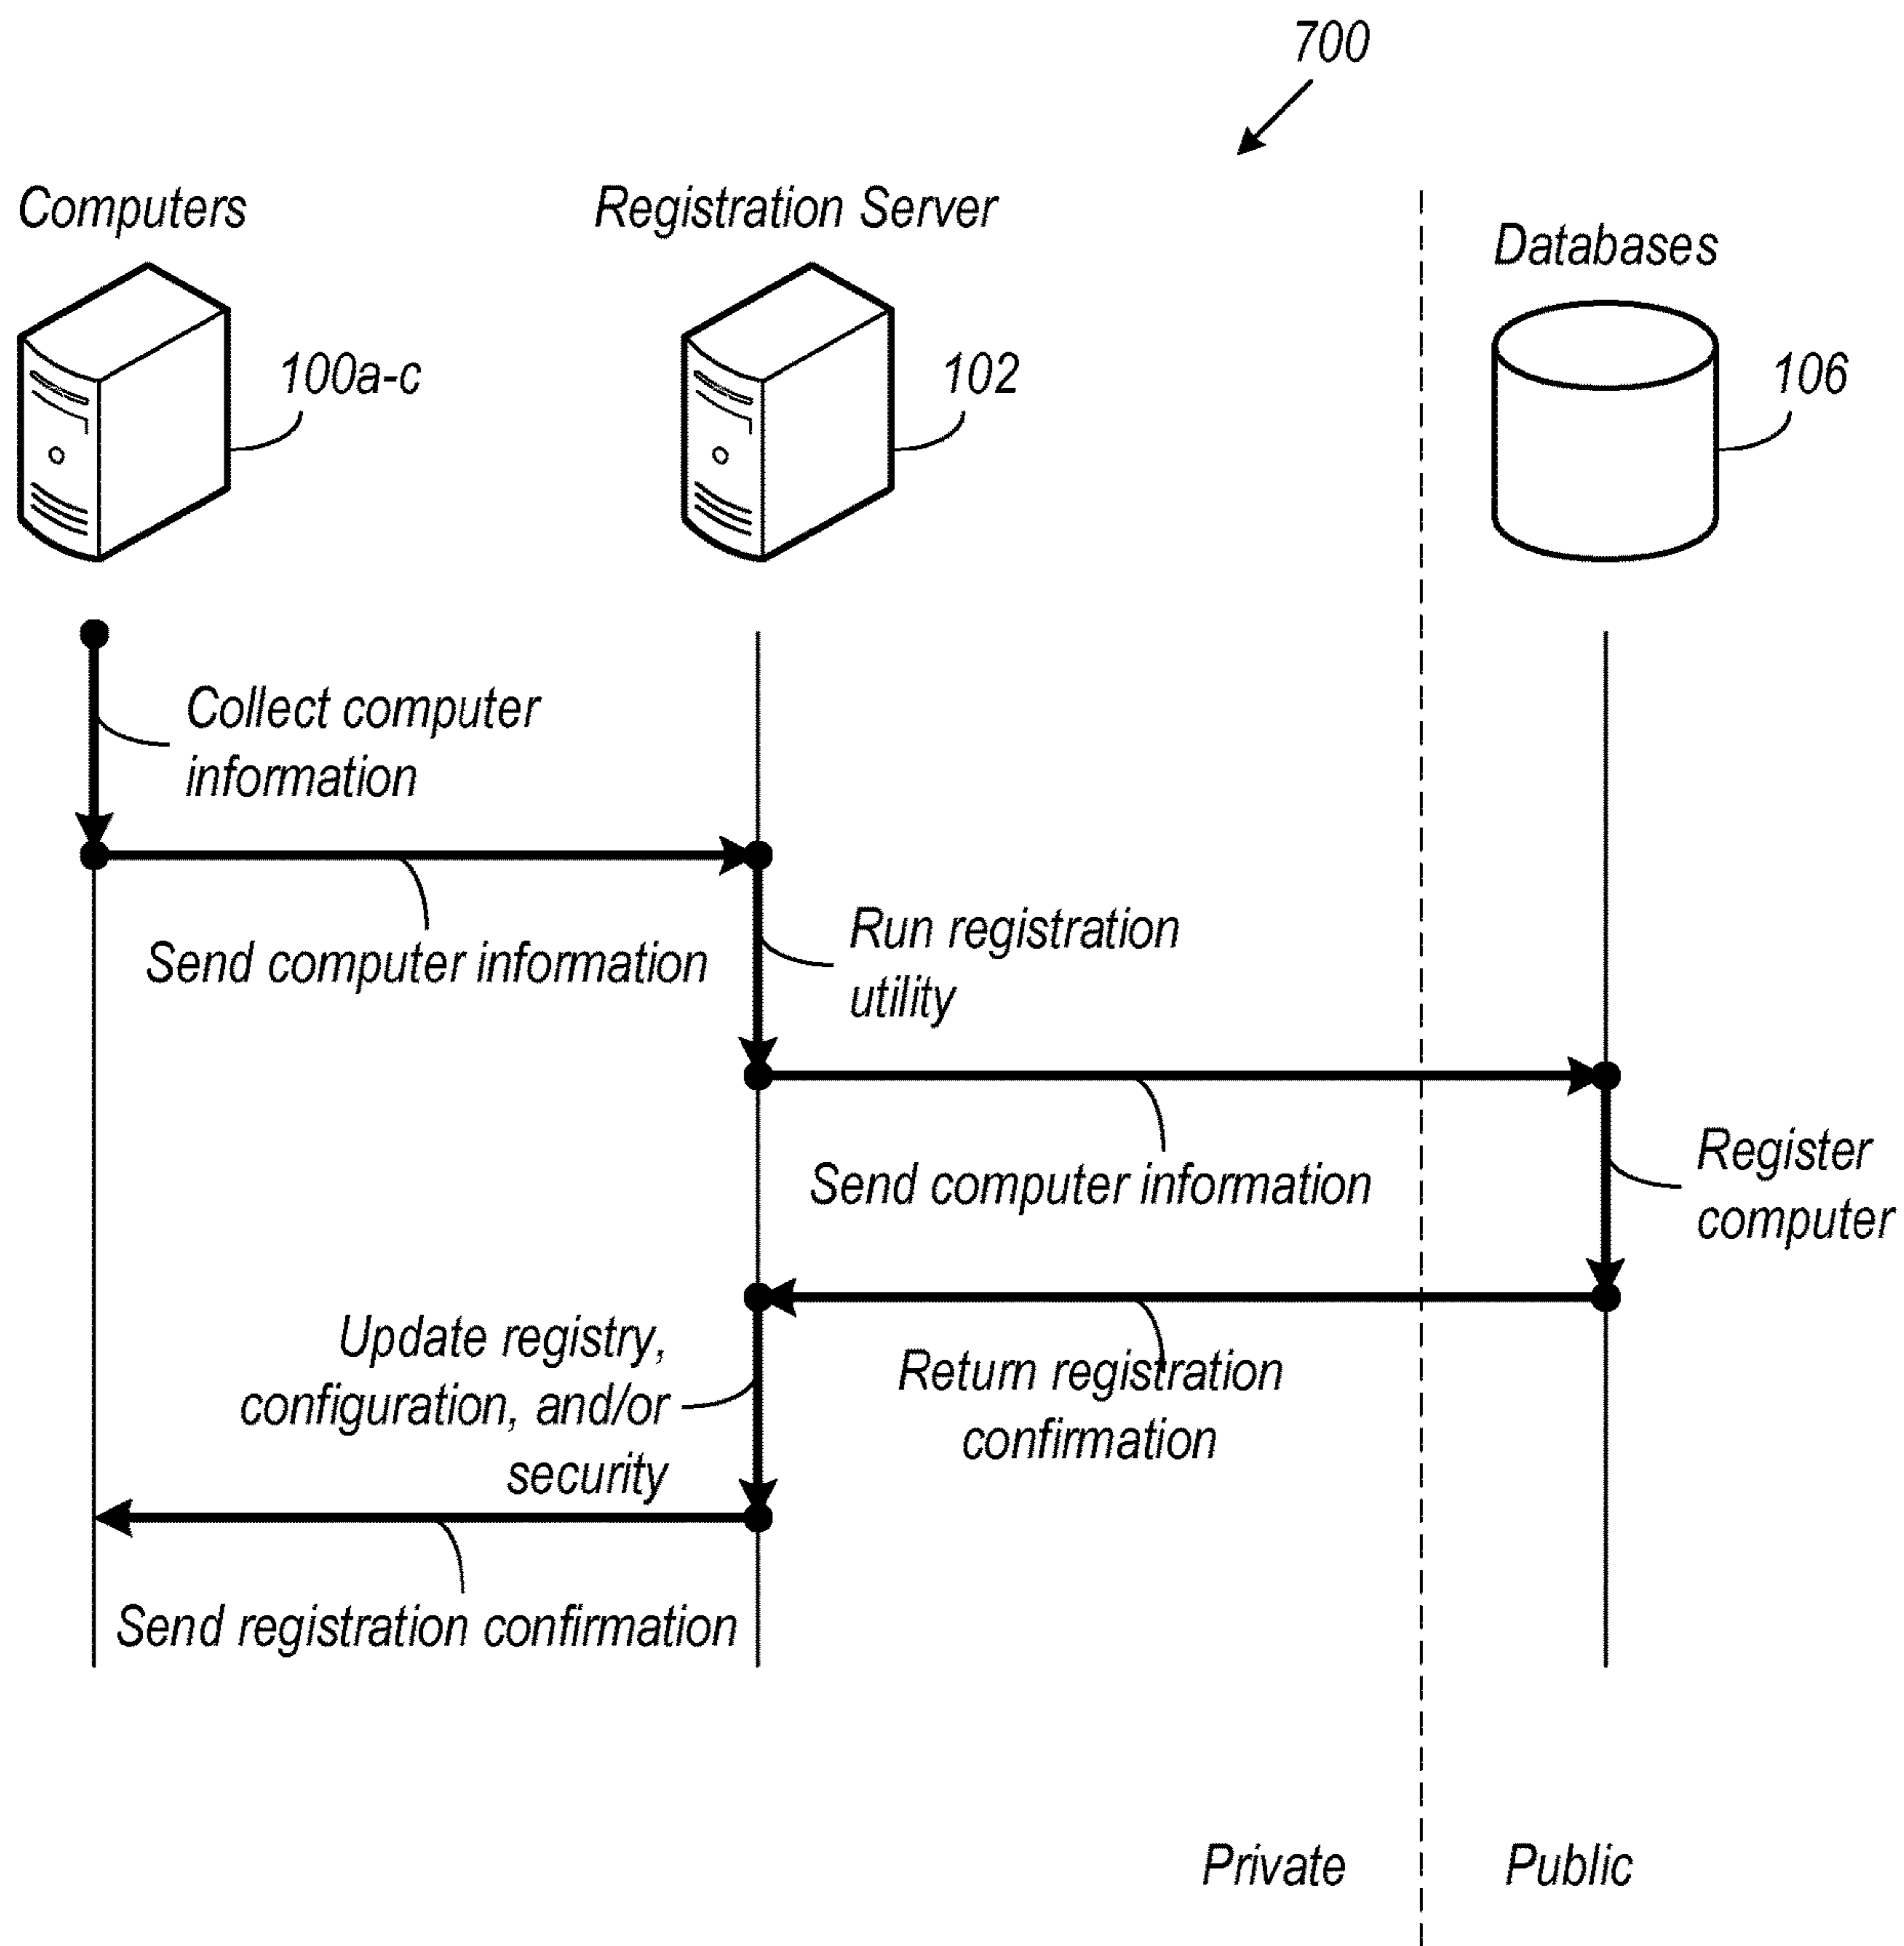 700
Computers
Registration Server
Databases
100a-c
102
106
Collect computer
information
Send computer information
Run registration
utility
Send computer information
Register
computer
Update registry,
configuration, and/or
security
Return registration
confirmation
Send registration confirmation
Private
Public